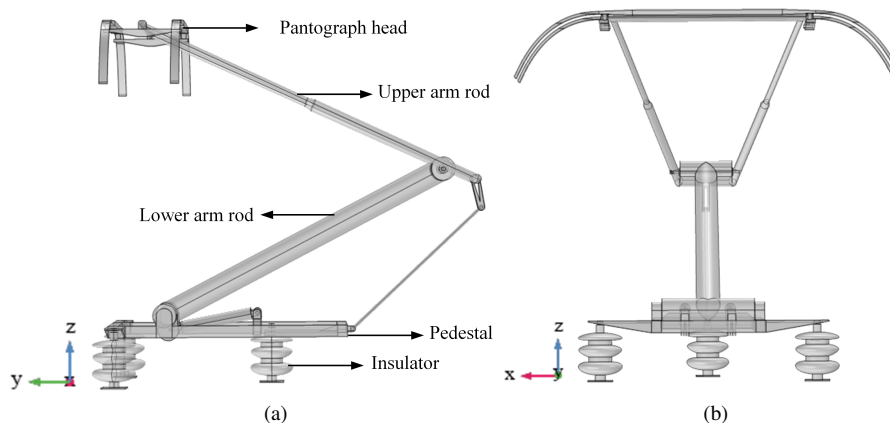 Pantograph head
Upper arm rod
Lower arm rod
Pedestal
Insulator
z
y
x
z
x
y
(a)
(b)